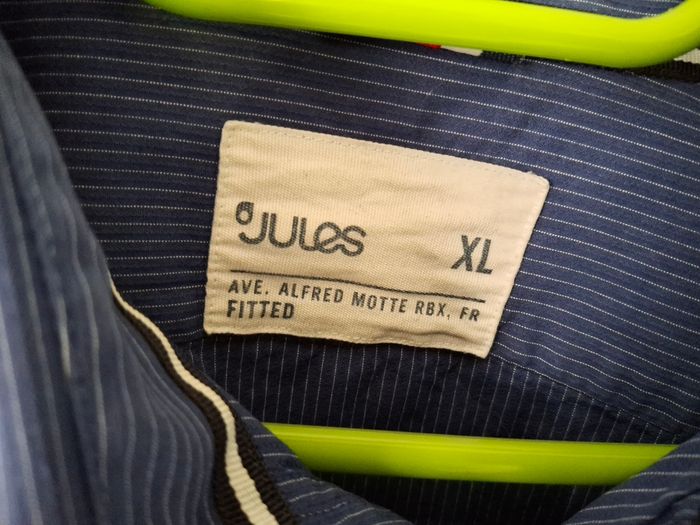 JULES
XL
AVE. ALFRED MOTTE RBX, FR
FITTED